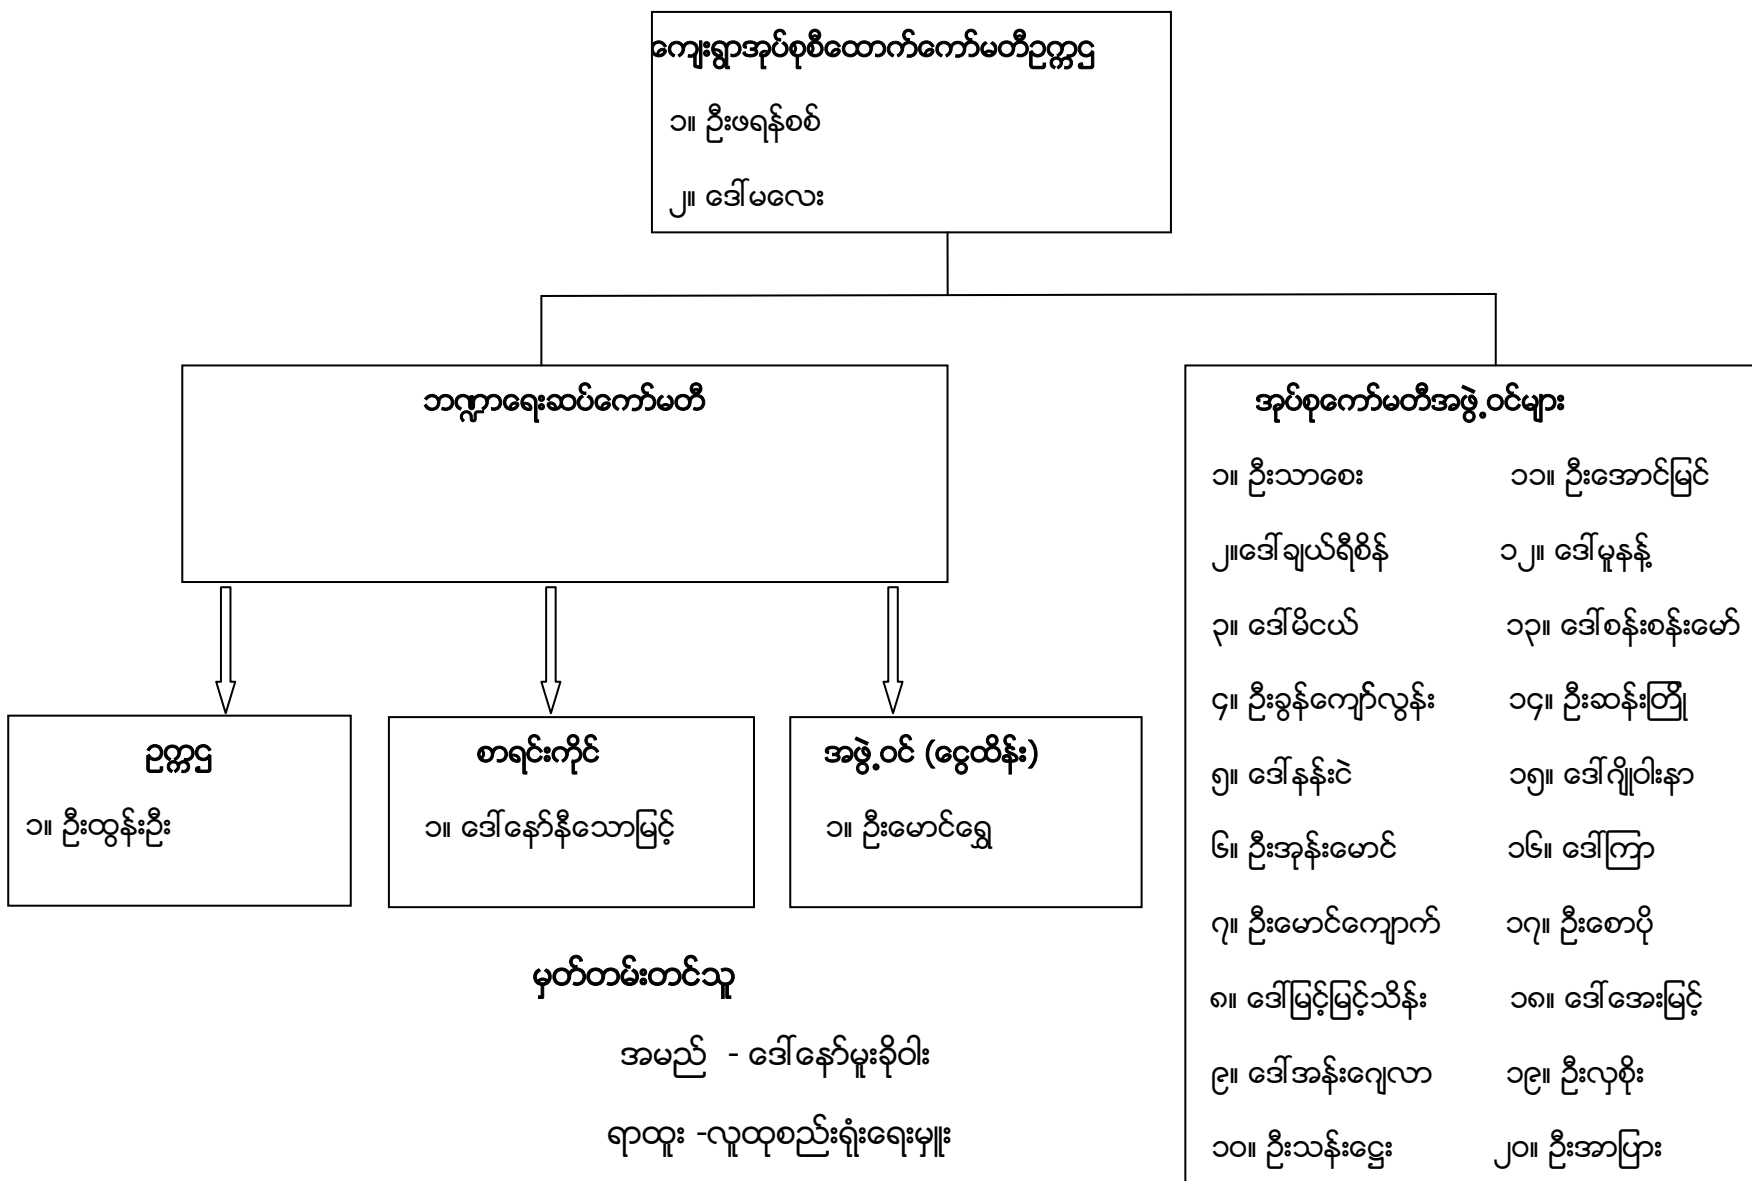 ကျေးရွာအုပ်စုစီထောက်ကော်မတီဥက္ကဌ
၁။ ဦးဖရန်စစ်
၂။ ဒေါ်မလေး
ဘဏ္ဍာရေးဆပ်ကော်မတီ
ဥက္ကဌ
၁။ ဦးထွန်းဦး
စာရင်းကိုင်
၁။ ဒေါ်နော်နီသောမြင့်
အဖွဲ့ဝင် (ငွေထိန်း)
၁။ ဦးမောင်ရွှေ
မှတ်တမ်းတင်သူ
အမည် - ဒေါ်နော်မူးခိုဝါး
ရာထူး -လူထုစည်းရုံးရေးမှူး
အုပ်စုကော်မတီအဖွဲ့ဝင်များ
၁။ ဦးသာစေး ၁၁။ ဦးအောင်မြင်
၂။ဒေါ်ချယ်ရီစိန် ၁၂။ ဒေါ်မူနန့်
၃။ ဒေါ်မိငယ် ၁၃။ ဒေါ်စန်းစန်းမော်
၄။ ဦးခွန်ကျော်လွန်း ၁၄။ ဦးဆန်းတြို
၅။ ဒေါ်နန်းငဲ ၁၅။ ဒေါ်ဂျိုဝါးနာ
၆။ ဦးအုန်းမောင် ၁၆။ ဒေါ်ကြာ
၇။ ဦးမောင်ကျောက် ၁၇။ ဦးစောပို
၈။ ဒေါ်မြင့်မြင့်သိန်း ၁၈။ ဒေါ်အေးမြင့်
၉။ ဒေါ်အန်းဂျေလာ ၁၉။ ဦးလှစိုး
၁၀။ ဦးသန်းဌေး ၂၀။ ဦးအာပြား